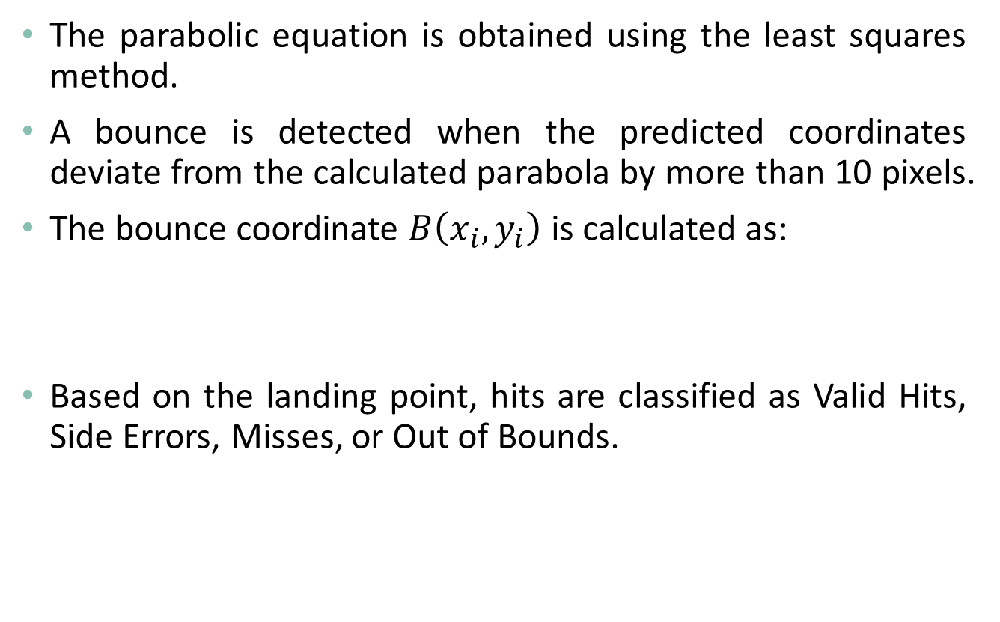 • The parabolic equation is obtained using the least squares
method.
• A bounce is detected when the predicted coordinates
deviate from the calculated parabola by more than 10 pixels.
• The bounce coordinate B(xᵢ, yᵢ) is calculated as:
• Based on the landing point, hits are classified as Valid Hits,
Side Errors, Misses, or Out of Bounds.